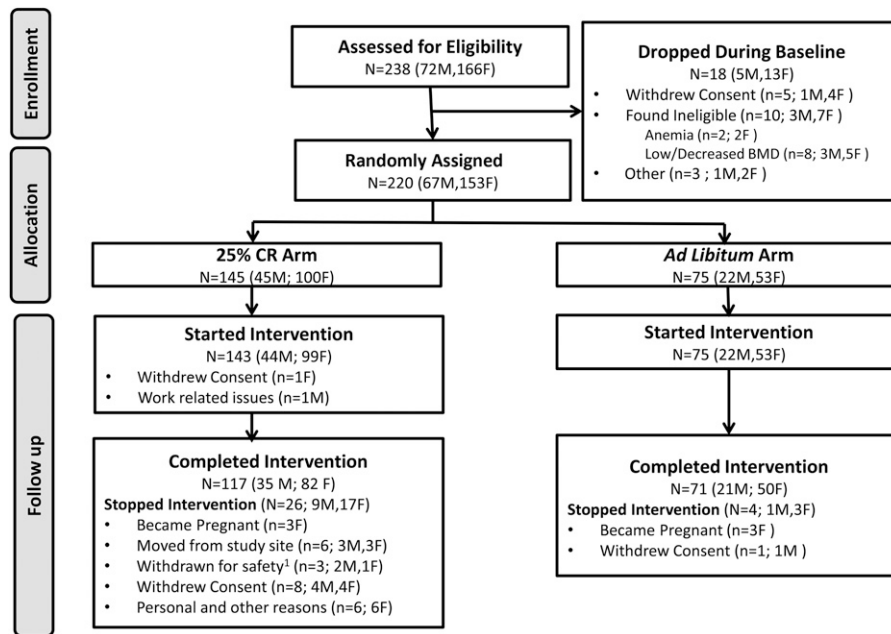 Enrollment
Assessed for Eligibility
N=238 (72M,166F)
Dropped During Baseline
N=18 (5M,13F)
• Withdrew Consent (n=5; 1M,4F )
• Found Ineligible (n=10; 3M,7F )
Anemia (n=2; 2F )
Low/Decreased BMD (n=8; 3M,5F )
• Other (n=3 ; 1M,2F )
Allocation
Randomly Assigned
N=220 (67M,153F)
25% CR Arm
N=145 (45M; 100F)
Ad Libitum Arm
N=75 (22M,53F)
Follow up
Started Intervention
N=143 (44M; 99F)
• Withdrew Consent (n=1F)
• Work related issues (n=1M)
Started Intervention
N=75 (22M,53F)
Completed Intervention
N=117 (35 M; 82 F)
Stopped Intervention (N=26; 9M,17F)
• Became Pregnant (n=3F)
• Moved from study site (n=6; 3M,3F)
• Withdrawn for safety¹ (n=3; 2M,1F)
• Withdrew Consent (n=8; 4M,4F)
• Personal and other reasons (n=6; 6F)
Completed Intervention
N=71 (21M; 50F)
Stopped Intervention (N=4; 1M,3F)
• Became Pregnant (n=3F )
• Withdrew Consent (n=1; 1M )